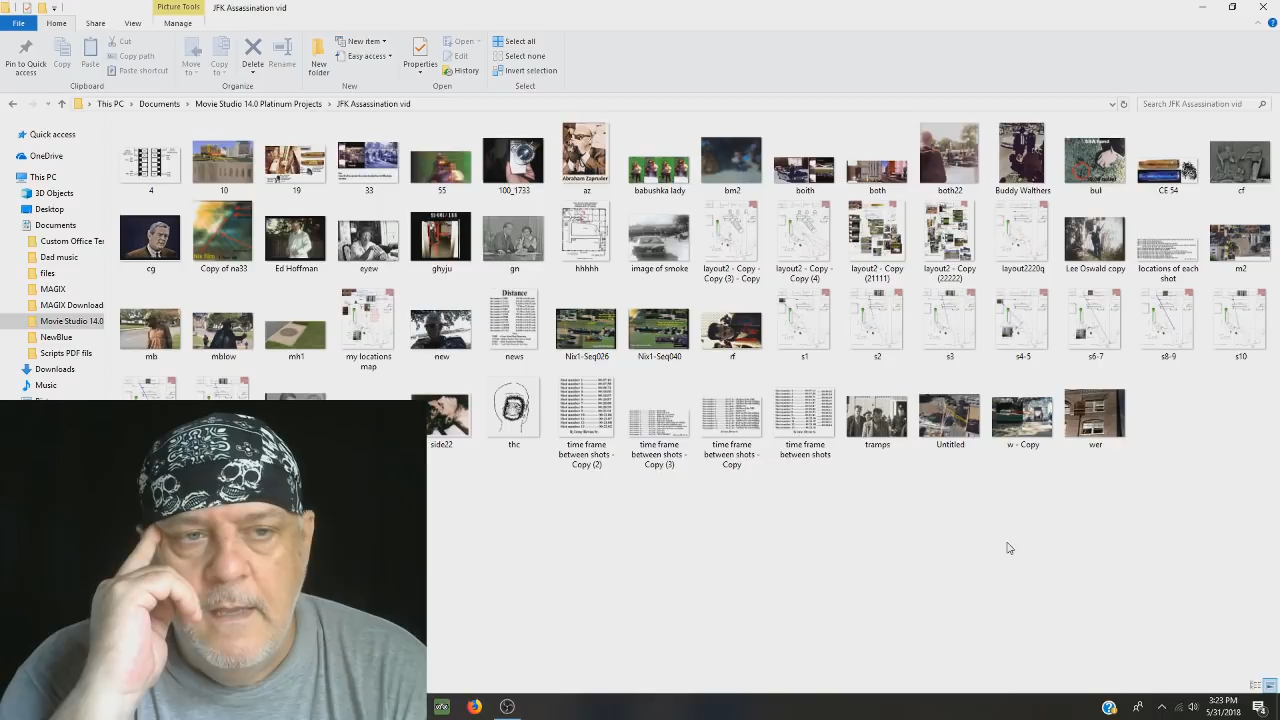 Picture Tools
JFK Assassination vid
File
Home
Share
View
Manage
Pin to Quick access
Copy
Paste
Cut
Copy path
Paste shortcut
Move to
Copy to
Delete
Rename
New folder
New item
Easy access
Properties
Open
Edit
History
Select all
Select none
Invert selection
Clipboard
Organize
New
Open
Select
This PC
Documents
Movie Studio 14.0 Platinum Projects
JFK Assassination vid
Search JFK Assassination vid
Quick access
OneDrive
This PC
3D Objects
Desktop
Documents
Custom Office Ter
Dad music
files
MAGIX
MAGIX Download
Movie Studio 14.0
NewBlue
Scripts PDF files
Downloads
Music
Abraham Zapruder
4
10
19
33
55
100_1733
az
babushka lady
bm2
boith
both
both22
Buddy Walthers
bul
CE 54
cf
Nix film
cg
Copy of na33
Ed Hoffman
eyew
ghyju
gn
hhhhh
image of smoke
layout2 - Copy - Copy (3) - Copy
layout2 - Copy - Copy (4)
layout2 - Copy (21111)
layout2 - Copy (22222)
layout2220q
Lee Oswald copy
locations of each shot
m2
Distance
mb
mblow
mh1
my locations map
new
news
Nix1-Seq026
Nix1-Seq040
rf
s1
s2
s3
s4-5
s6-7
s8-9
s10
side22
thc
time frame between shots - Copy (2)
time frame between shots - Copy (3)
time frame between shots - Copy
time frame between shots
tramps
Untitled
w - Copy
wer
3:23 PM
5/31/2018